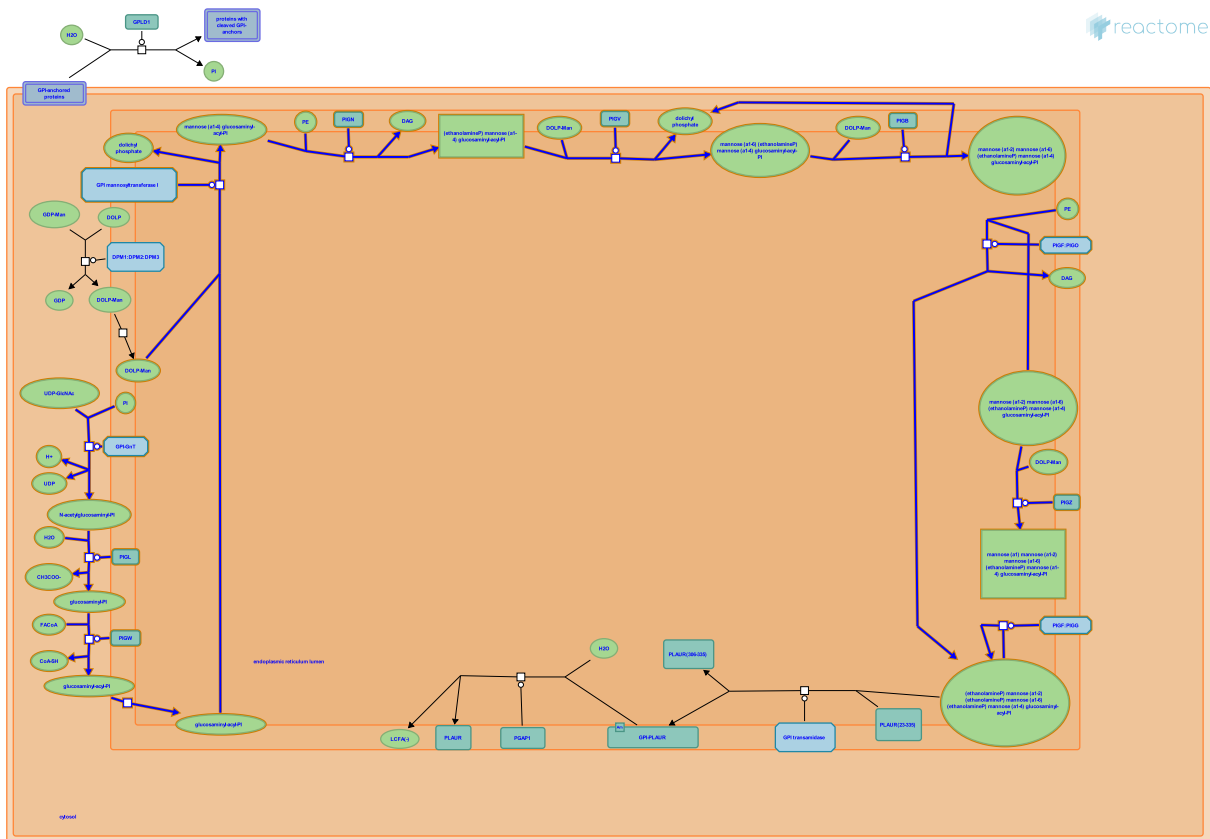 reactome
H2O
GPLD1
proteins with
cleaved GPI-
anchors
PI
GPI-anchored
proteins
mannose (a1-4) glucosaminyl-
acyl-PI
dolichyl
phosphate
GPI mannosyltransferase I
PE
PIGN
DAG
(ethanolamineP) mannose (a1-
4) glucosaminyl-acyl-PI
DOLP-Man
PIGV
dolichyl
phosphate
mannose (a1-6) (ethanolamineP)
mannose (a1-4) glucosaminyl-acyl-
PI
DOLP-Man
PIGB
mannose (a1-2) mannose (a1-6)
(ethanolamineP) mannose (a1-4)
glucosaminyl-acyl-PI
GDP-Man
DOLP
DPM1:DPM2:DPM3
GDP
DOLP-Man
DOLP-Man
PE
PIGF:PIGO
DAG
UDP-GlcNAc
PI
GPI-GnT
H+
UDP
N-acetylglucosaminyl-PI
H2O
PIGL
CH3COO-
glucosaminyl-PI
FACoA
PIGW
CoA-SH
glucosaminyl-acyl-PI
glucosaminyl-acyl-PI
mannose (a1-2) mannose (a1-6)
(ethanolamineP) mannose (a1-4)
glucosaminyl-acyl-PI
DOLP-Man
PIGZ
mannose (a1) mannose (a1-2)
mannose (a1-6)
(ethanolamineP) mannose (a1-
4) glucosaminyl-acyl-PI
PIGF:PIGG
(ethanolamineP) mannose (a1-2)
(ethanolamineP) mannose (a1-6)
(ethanolamineP) mannose (a1-4) glucosaminyl-
acyl-PI
endoplasmic reticulum lumen
H2O
PLAUR(306-335)
LCFA(-)
PLAUR
PGAP1
GPI-PLAUR
GPI transamidase
PLAUR(23-335)
cytosol